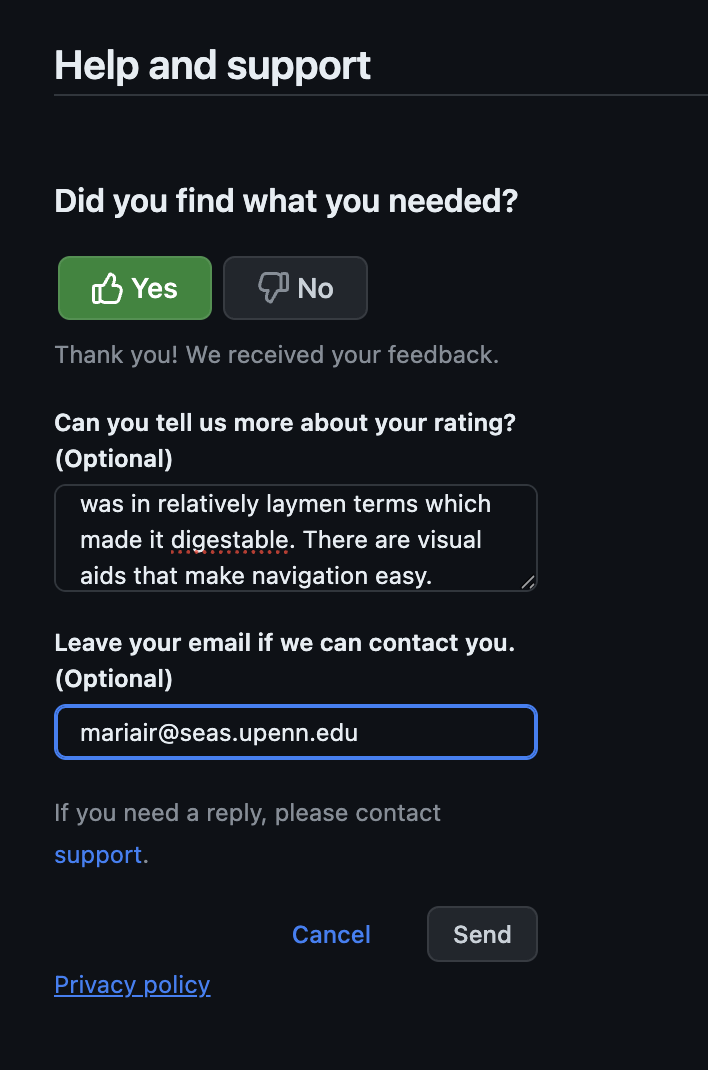 Help and support
Did you find what you needed?
Yes
No
Thank you! We received your feedback.
Can you tell us more about your rating?
(Optional)
was in relatively laymen terms which
made it digestable. There are visual
aids that make navigation easy.
Leave your email if we can contact you.
(Optional)
mariair@seas.upenn.edu
If you need a reply, please contact
support.
Cancel
Send
Privacy policy